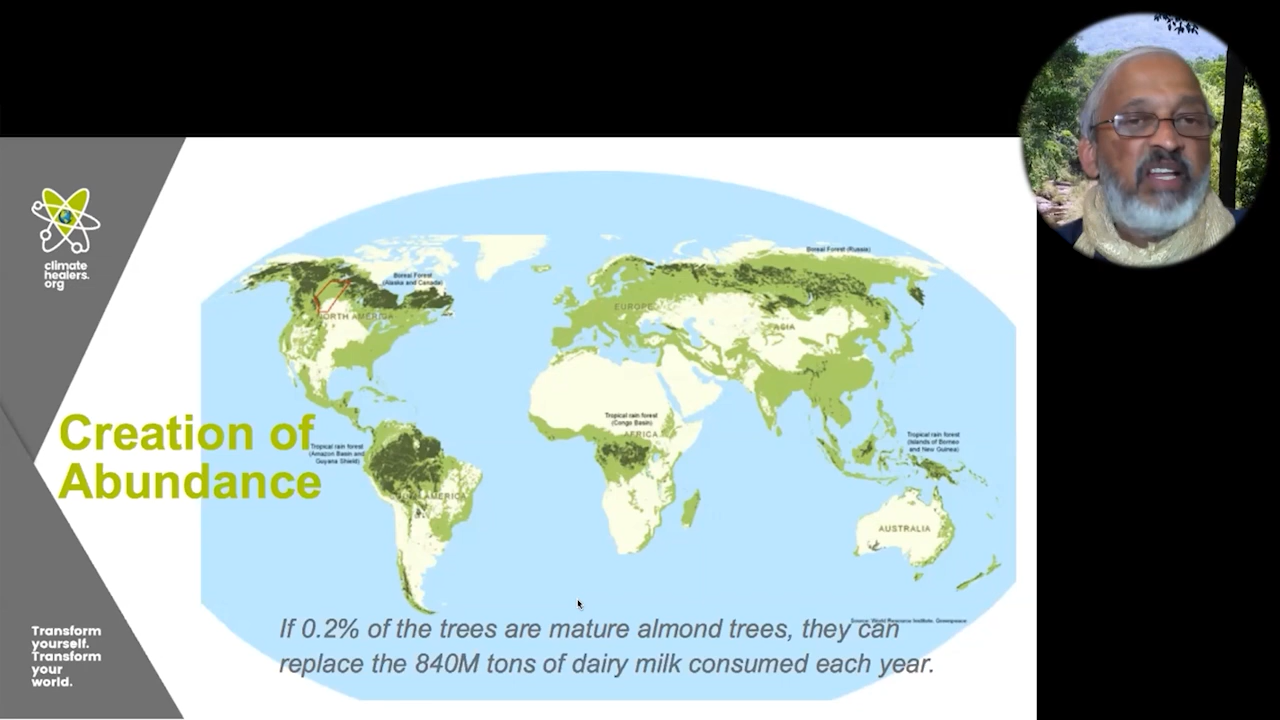 climate
healers.
org
Boreal Forest (Russia)
Boreal Forest
(Alaska and Canada)
NORTH AMERICA
EUROPE
ASIA
Tropical rain forest
(Congo Basin)
AFRICA
Tropical rain forest
(Islands of Borneo
and New Guinea)
Creation of
Abundance
Tropical rain forest
(Amazon Basin and
Guyana Shield)
SOUTH AMERICA
AUSTRALIA
Source: World Resource Institute, Greenpeace
If 0.2% of the trees are mature almond trees, they can
replace the 840M tons of dairy milk consumed each year.
Transform
yourself.
Transform
your
world.